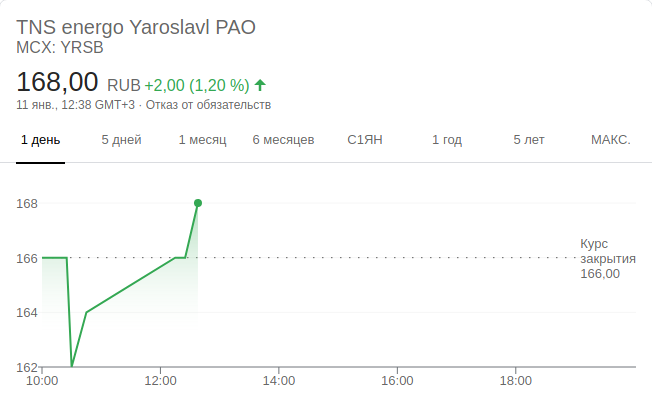 TNS energo Yaroslavl PAO
MCX: YRSB
168,00 RUB +2,00 (1,20 %)
11 янв., 12:38 GMT+3 · Отказ от обязательств
1 день 5 дней 1 месяц 6 месяцев С1ЯН 1 год 5 лет МАКС.
168
166
164
162
Курс
закрытия
166,00
10:00 12:00 14:00 16:00 18:00